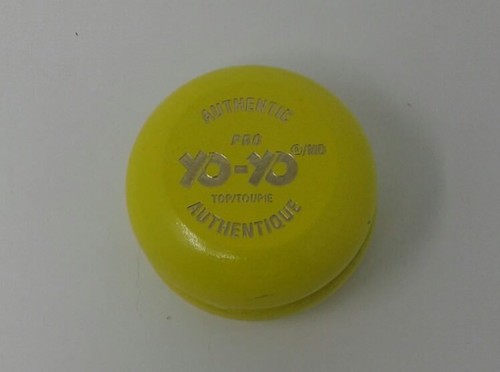 AUTHENTIC
PRO
YO-YO ®/MD
TOP/TOUPIE
AUTHENTIQUE